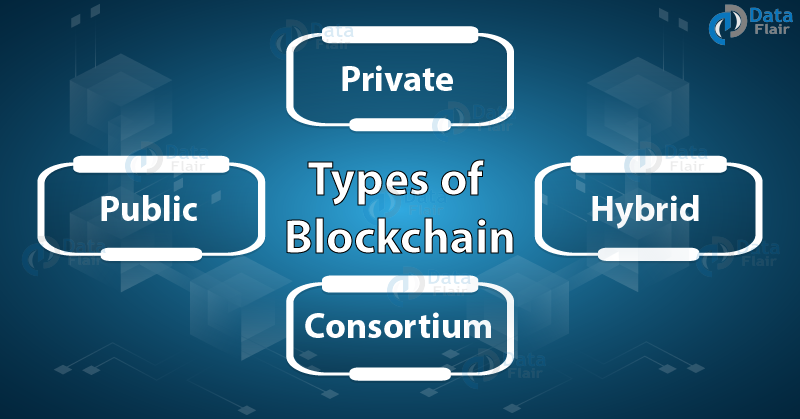 Data
Flair
Private
Types of
Blockchain
Public
Hybrid
Consortium